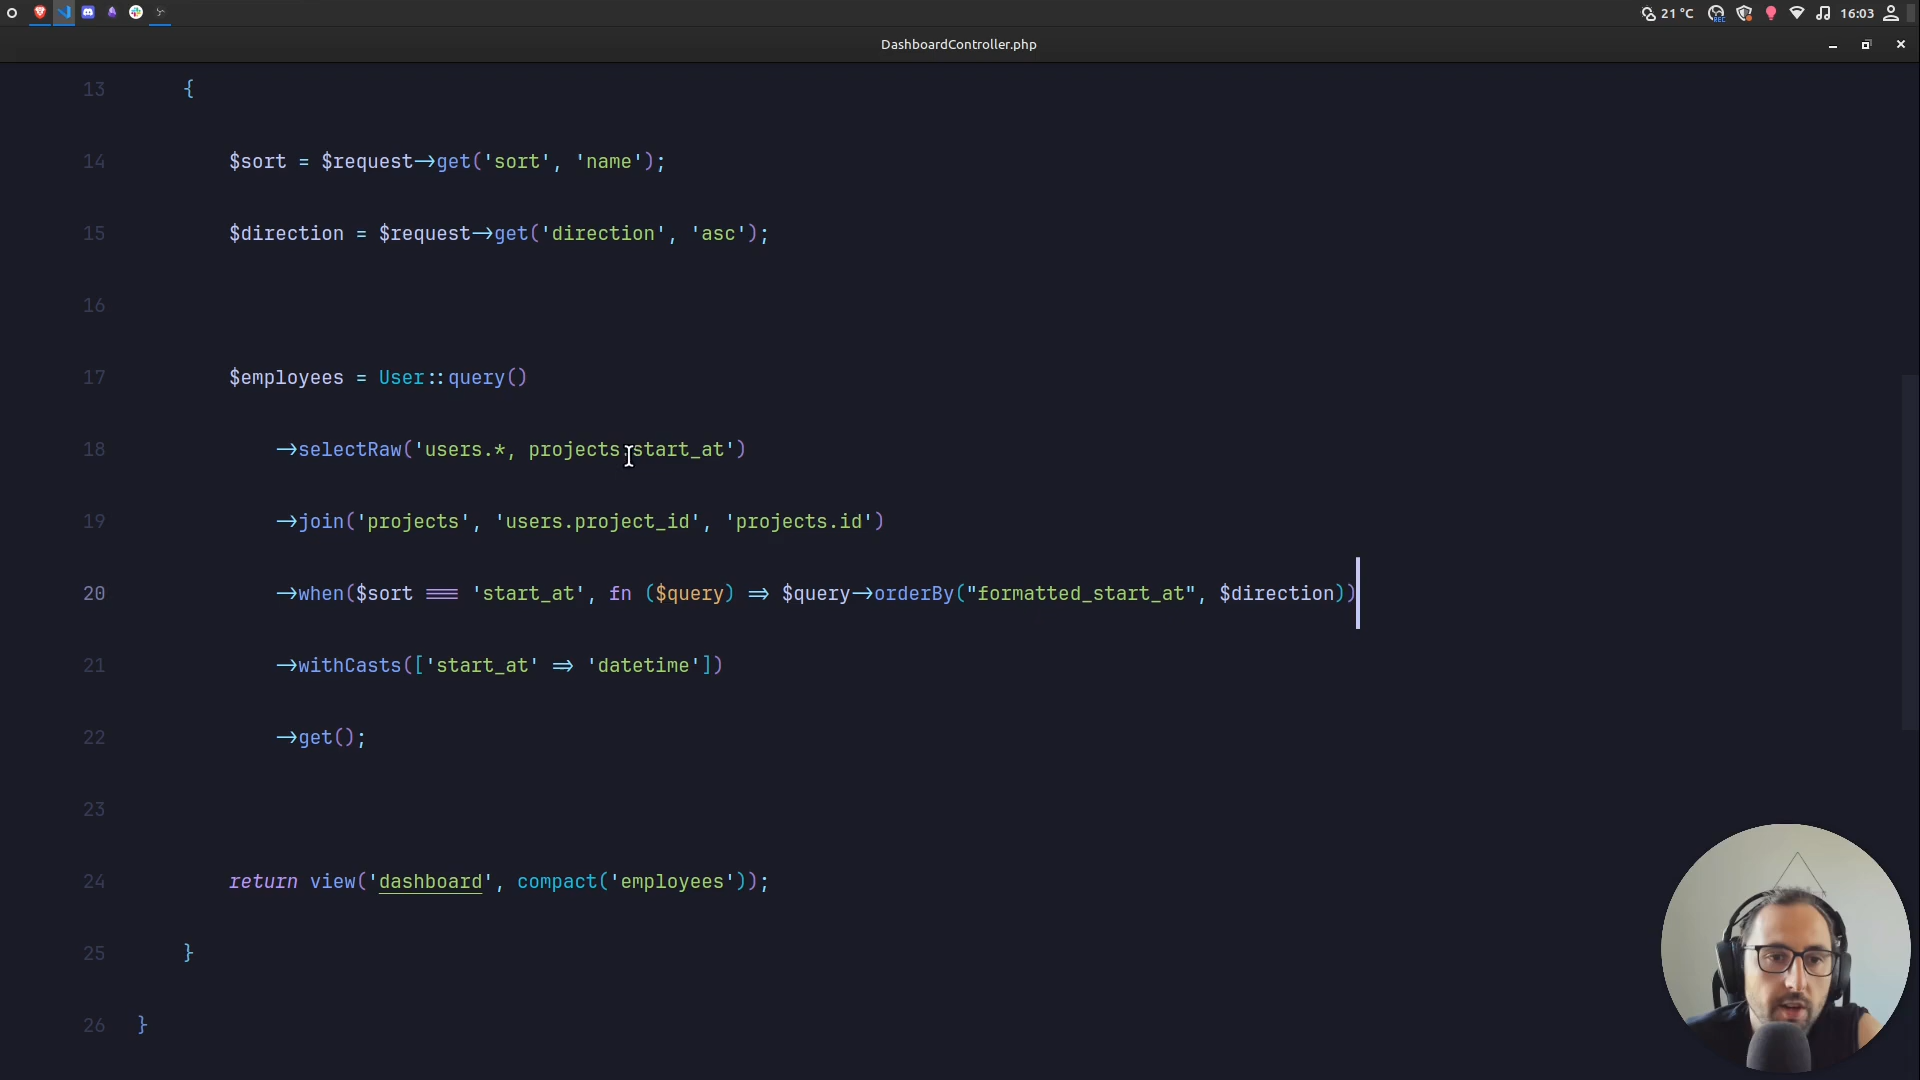 21 °C
REC
16:03
DashboardController.php
13 {
14 $sort = $request->get('sort', 'name');
15 $direction = $request->get('direction', 'asc');
16
17 $employees = User::query()
18 ->selectRaw('users.*, projects.start_at')
19 ->join('projects', 'users.project_id', 'projects.id')
20 ->when($sort === 'start_at', fn ($query) => $query->orderBy("formatted_start_at", $direction))
21 ->withCasts(['start_at' => 'datetime'])
22 ->get();
23
24 return view('dashboard', compact('employees'));
25 }
26 }